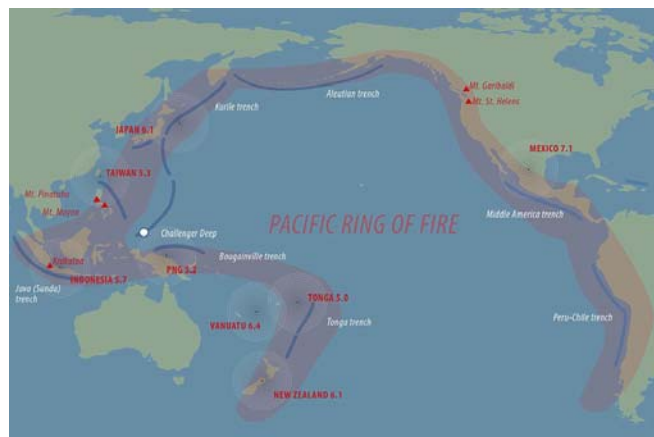 Mt. Garibaldi
Aleutian trench
Mt. St. Helens
Kurile trench
JAPAN 6.1
MEXICO 7.1
TAIWAN 5.3
Mt. Pinatubo
Mt. Mayon
Middle America trench
PACIFIC RING OF FIRE
Challenger Deep
Bougainville trench
Krakatoa
PNG 5.2
INDONESIA 5.7
Java (Sunda)
trench
TONGA 5.0
Peru-Chile trench
VANUATU 6.4
Tonga trench
NEW ZEALAND 6.1